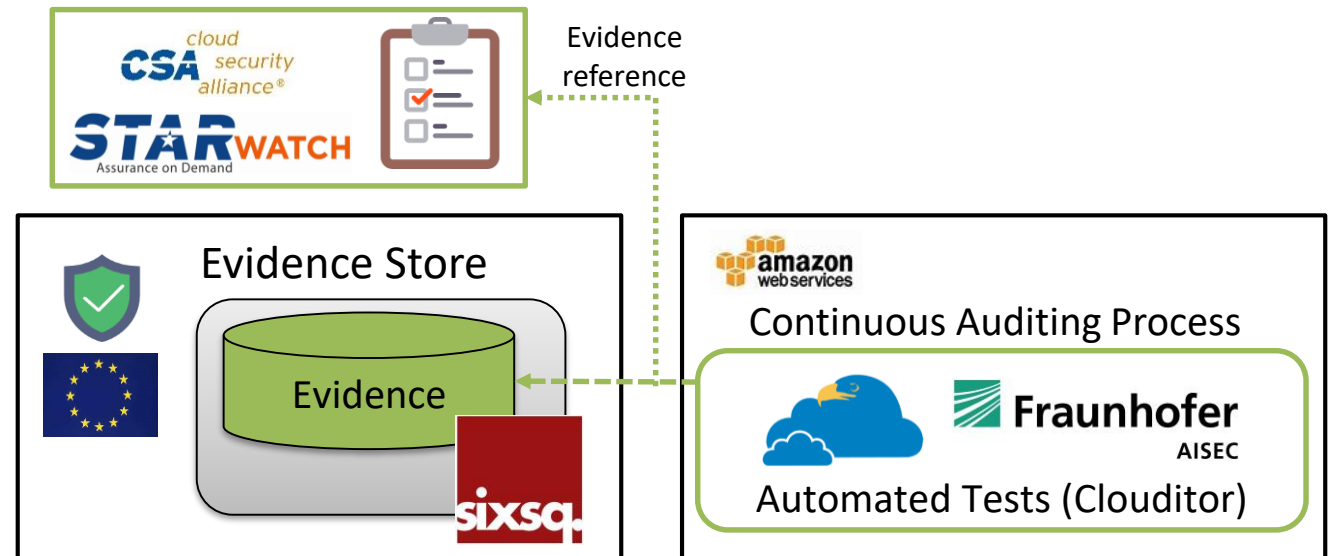 cloud
CSA security
alliance®
STARWATCH
Assurance on Demand
Evidence
reference
Evidence Store
Evidence
sixsq.
amazon
webservices
Continuous Auditing Process
Fraunhofer
AISEC
Automated Tests (Clouditor)